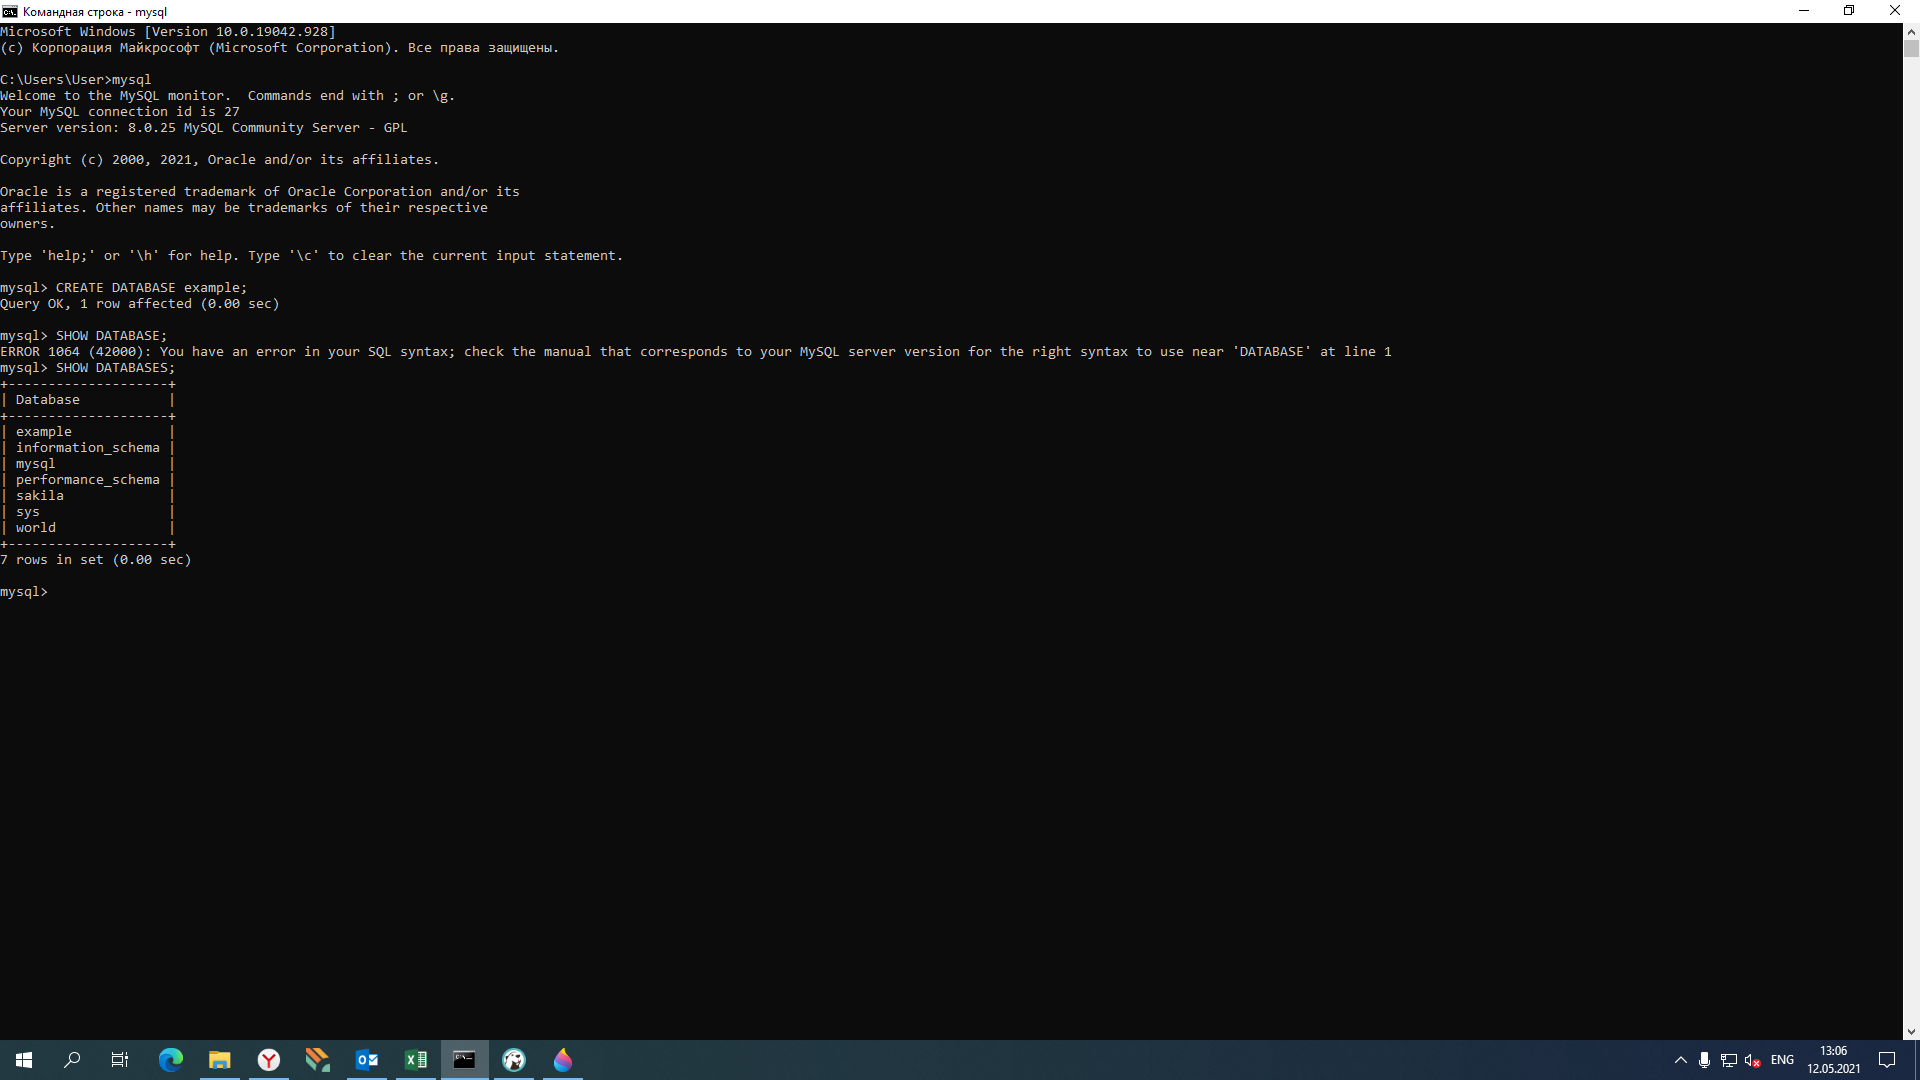 Командная строка - mysql
Microsoft Windows [Version 10.0.19042.928]
(c) Корпорация Майкрософт (Microsoft Corporation). Все права защищены.
C:\Users\User>mysql
Welcome to the MySQL monitor.  Commands end with ; or \g.
Your MySQL connection id is 27
Server version: 8.0.25 MySQL Community Server - GPL
Copyright (c) 2000, 2021, Oracle and/or its affiliates.
Oracle is a registered trademark of Oracle Corporation and/or its
affiliates. Other names may be trademarks of their respective
owners.
Type 'help;' or '\h' for help. Type '\c' to clear the current input statement.
mysql> CREATE DATABASE example;
Query OK, 1 row affected (0.00 sec)
mysql> SHOW DATABASE;
ERROR 1064 (42000): You have an error in your SQL syntax; check the manual that corresponds to your MySQL server version for the right syntax to use near 'DATABASE' at line 1
mysql> SHOW DATABASES;
+--------------------+
| Database           |
+--------------------+
| example            |
| information_schema |
| mysql              |
| performance_schema |
| sakila             |
| sys                |
| world              |
+--------------------+
7 rows in set (0.00 sec)
mysql>
ENG
13:06
12.05.2021